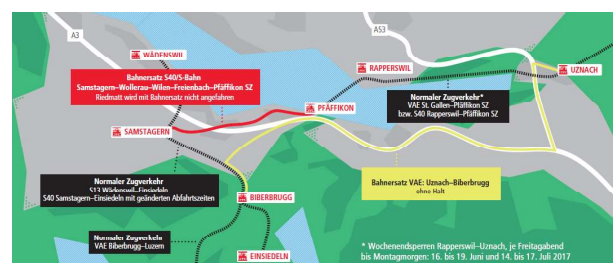 A3
A53
WÄDENSWIL
Bahnersatz S40/S-Bahn
Samstagern–Wollerau–Wilen–Freienbach–Pfäffikon SZ
Riedmatt wird mit Bahnersatz nicht angefahren
RAPPERSWIL
UZNACH
PFÄFFIKON
Normaler Zugverkehr*
VAE St. Gallen–Pfäffikon SZ
bzw. S40 Rapperswil–Pfäffikon SZ
SAMSTAGERN
Normaler Zugverkehr
S13 Wädenswil–Einsiedeln
S40 Samstagern–Einsiedeln mit geänderten Abfahrtszeiten
Bahnersatz VAE: Uznach–Biberbrugg
ohne Halt
BIBERBRUGG
Normaler Zugverkehr
VAE Biberbrugg–Luzern
EINSIEDELN
* Wochenendsperren Rapperswil–Uznach, je Freitagabend
bis Montagmorgen: 16. bis 19. Juni und 14. bis 17. Juli 2017